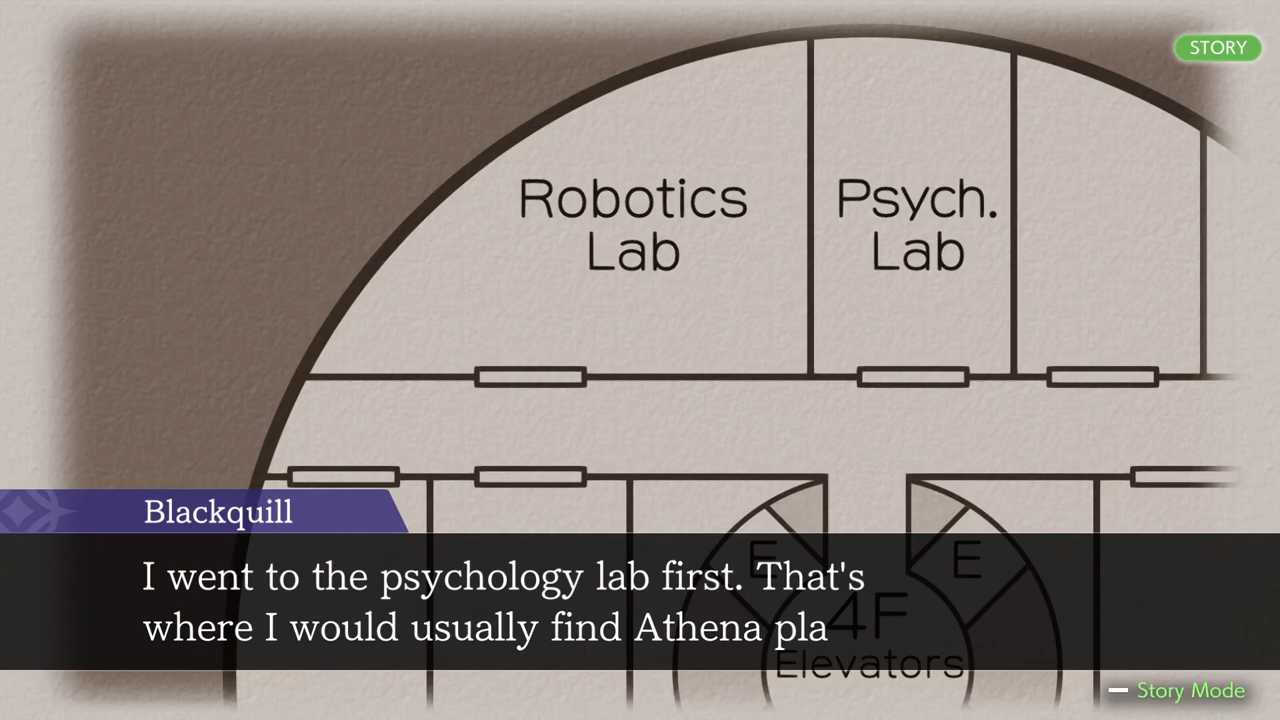 STORY
Robotics
Lab
Psych.
Lab
E
E
4F
Elevators
Blackquill
I went to the psychology lab first. That's
where I would usually find Athena pla
Story Mode